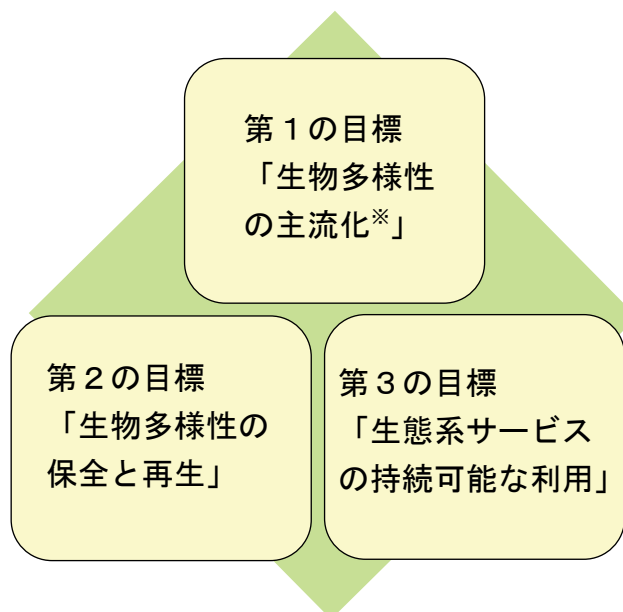 第１の目標
「生物多様性
の主流化※」
第２の目標
「生物多様性の
保全と再生」
第３の目標
「生態系サービス
の持続可能な利用」